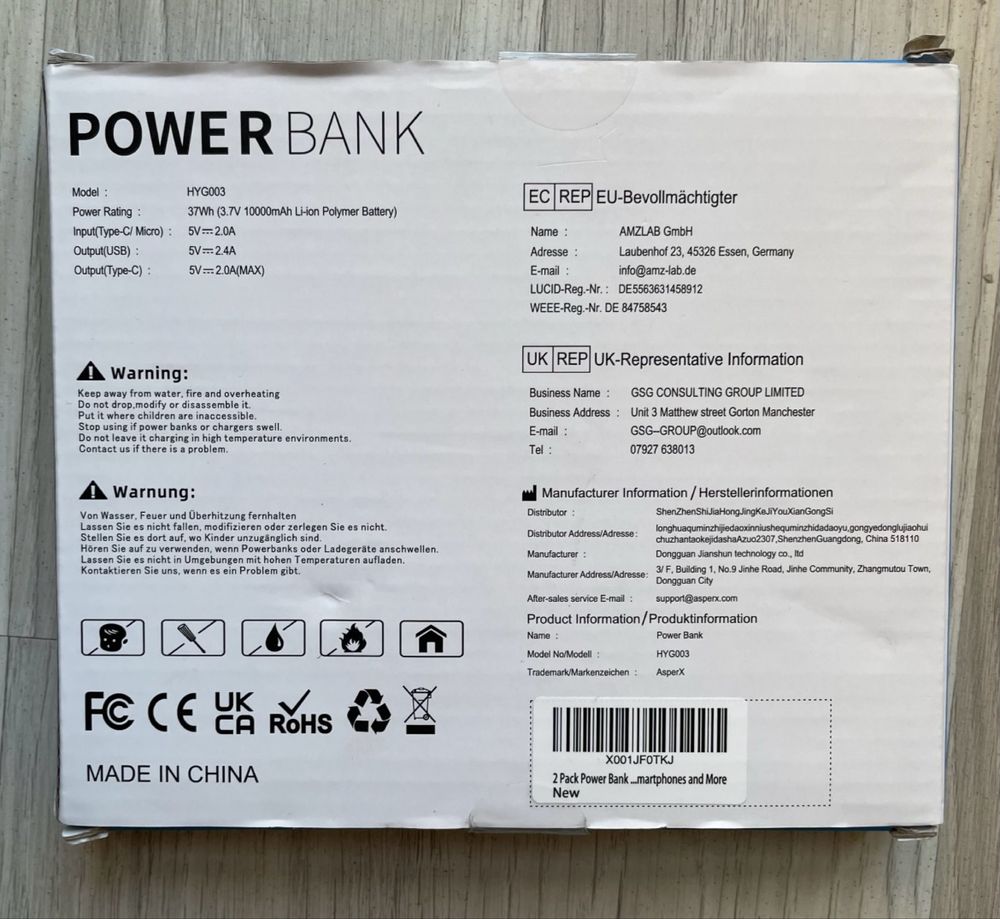 POWER BANK
Model : HYG003
Power Rating : 37Wh (3.7V 10000mAh Li-ion Polymer Battery)
Input(Type-C/ Micro) : 5V⎓2.0A
Output(USB) : 5V⎓2.4A
Output(Type-C) : 5V⎓2.0A(MAX)
Warning:
Keep away from water, fire and overheating
Do not drop,modify or disassemble it.
Put it where children are inaccessible.
Stop using if power banks or chargers swell.
Do not leave it charging in high temperature environments.
Contact us if there is a problem.
Warnung:
Von Wasser, Feuer und Überhitzung fernhalten
Lassen Sie es nicht fallen, modifizieren oder zerlegen Sie es nicht.
Stellen Sie es dort auf, wo Kinder unzugänglich sind.
Hören Sie auf zu verwenden, wenn Powerbanks oder Ladegeräte anschwellen.
Lassen Sie es nicht in Umgebungen mit hohen Temperaturen aufladen.
Kontaktieren Sie uns, wenn es ein Problem gibt.
FC CE UK CA RoHS
MADE IN CHINA
EC REP EU-Bevollmächtigter
Name : AMZLAB GmbH
Adresse : Laubenhof 23, 45326 Essen, Germany
E-mail : info@amz-lab.de
LUCID-Reg.-Nr. : DE5563631458912
WEEE-Reg.-Nr. DE 84758543
UK REP UK-Representative Information
Business Name : GSG CONSULTING GROUP LIMITED
Business Address : Unit 3 Matthew street Gorton Manchester
E-mail : GSG-GROUP@outlook.com
Tel : 07927 638013
Manufacturer Information / Herstellerinformationen
Distributor : ShenZhenShiJiaHongJingKeJiYouXianGongSi
Distributor Address/Adresse: longhuaquminzhijiedaoxinniushequminzhidadaoyu,gongyedonglujiaohui
chuzhantaokejidashaAzuo2307,ShenzhenGuangdong, China 518110
Manufacturer : Dongguan Jianshun technology co., ltd
Manufacturer Address/Adresse: 3/ F, Building 1, No.9 Jinhe Road, Jinhe Community, Zhangmutou Town,
Dongguan City
After-sales service E-mail : support@asperx.com
Product Information/Produktinformation
Name : Power Bank
Model No/Modell : HYG003
Trademark/Markenzeichen : AsperX
X001JF0TKJ
2 Pack Power Bank ...martphones and More
New